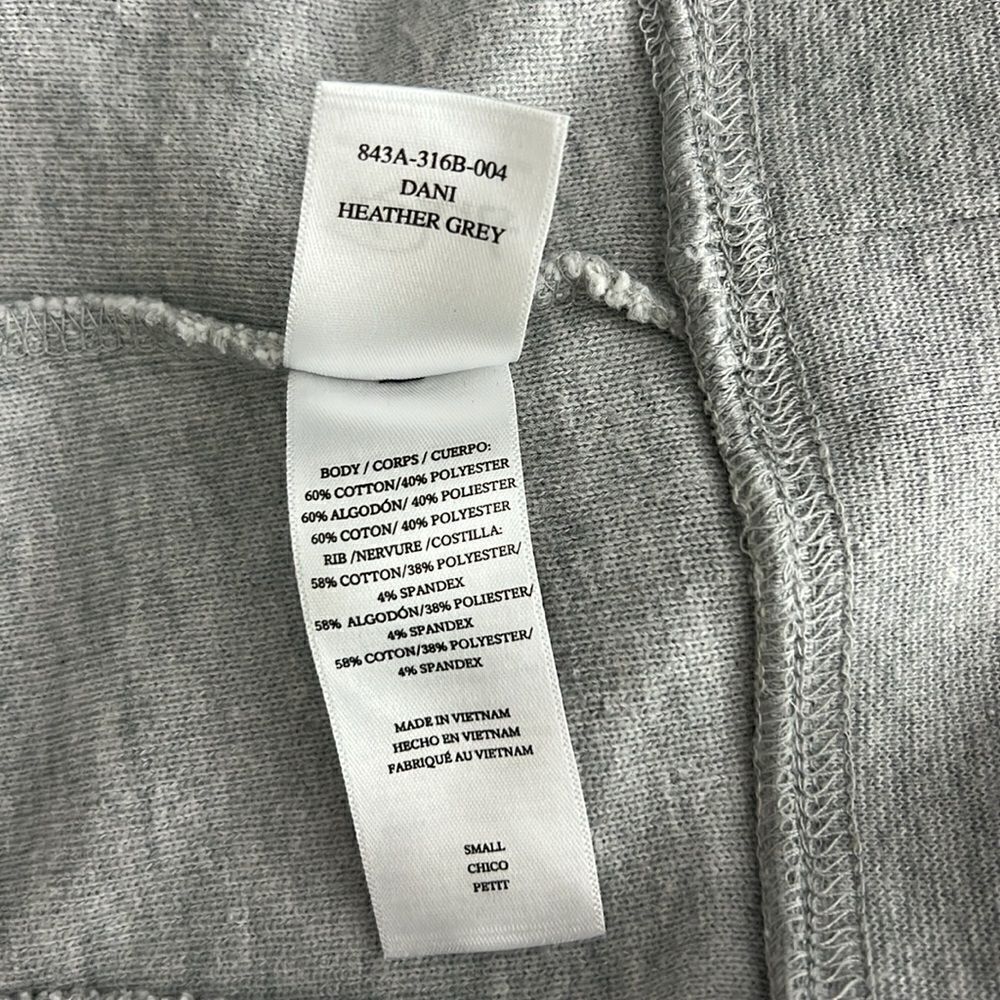 843A-316B-004
DANI
HEATHER GREY
BODY / CORPS / CUERPO:
60% COTTON/40% POLYESTER
60% ALGODÓN/ 40% POLIESTER
60% COTON/ 40% POLYESTER
RIB /NERVURE /COSTILLA:
58% COTTON/38% POLYESTER/
4% SPANDEX
58% ALGODÓN/38% POLIESTER/
4% SPANDEX
58% COTON/38% POLYESTER/
4% SPANDEX
MADE IN VIETNAM
HECHO EN VIETNAM
FABRIQUÉ AU VIETNAM
SMALL
CHICO
PETIT